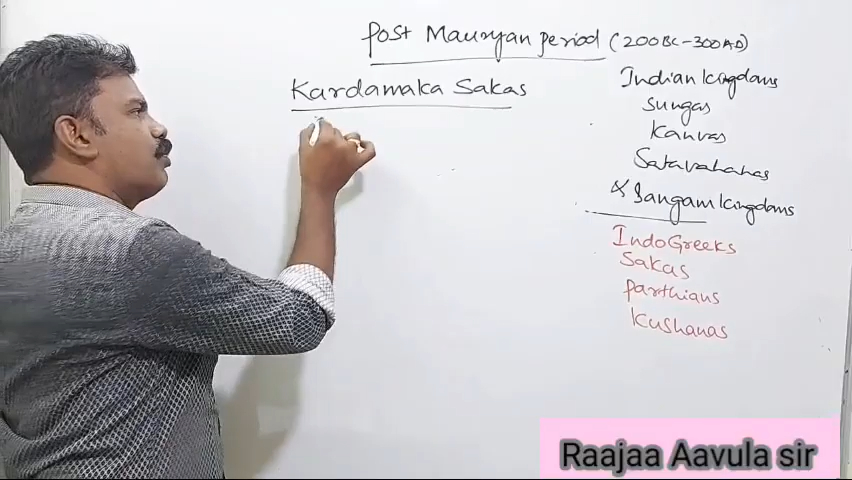 Post Mauryan period (200BC-300AD)
Kardamaka Sakas
Indian kingdoms
Sungas
Kanvas
Satavahanas
& Sangam kingdoms
IndoGreeks
Sakas
Parthians
Kushanas
Raajaa Aavula sir